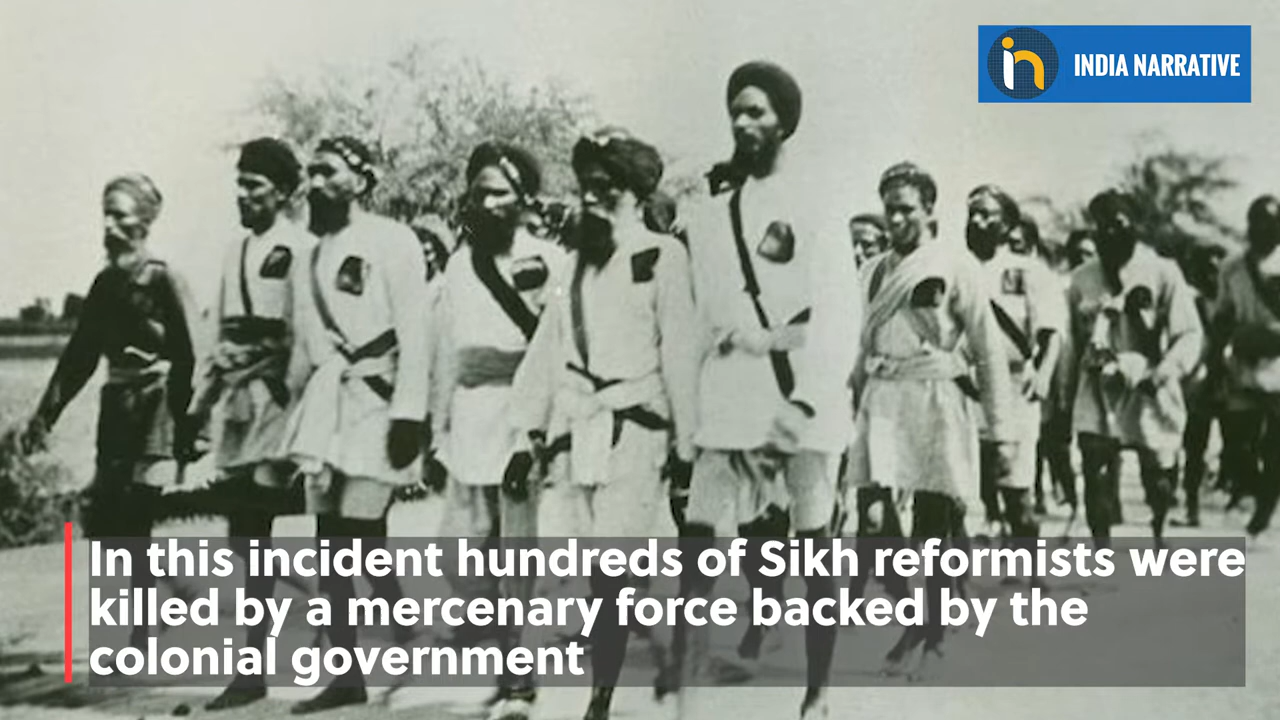 in
INDIA NARRATIVE
In this incident hundreds of Sikh reformists were
killed by a mercenary force backed by the
colonial government